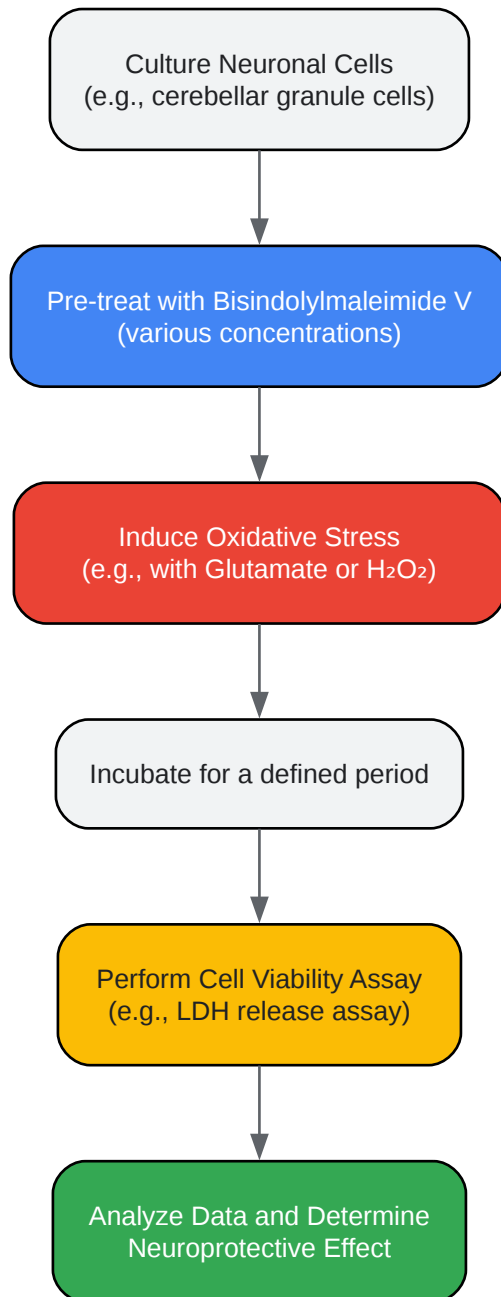 Culture Neuronal Cells
(e.g., cerebellar granule cells)
Pre-treat with Bisindolylmaleimide V
(various concentrations)
Induce Oxidative Stress
(e.g., with Glutamate or H₂O₂)
Incubate for a defined period
Perform Cell Viability Assay
(e.g., LDH release assay)
Analyze Data and Determine
Neuroprotective Effect